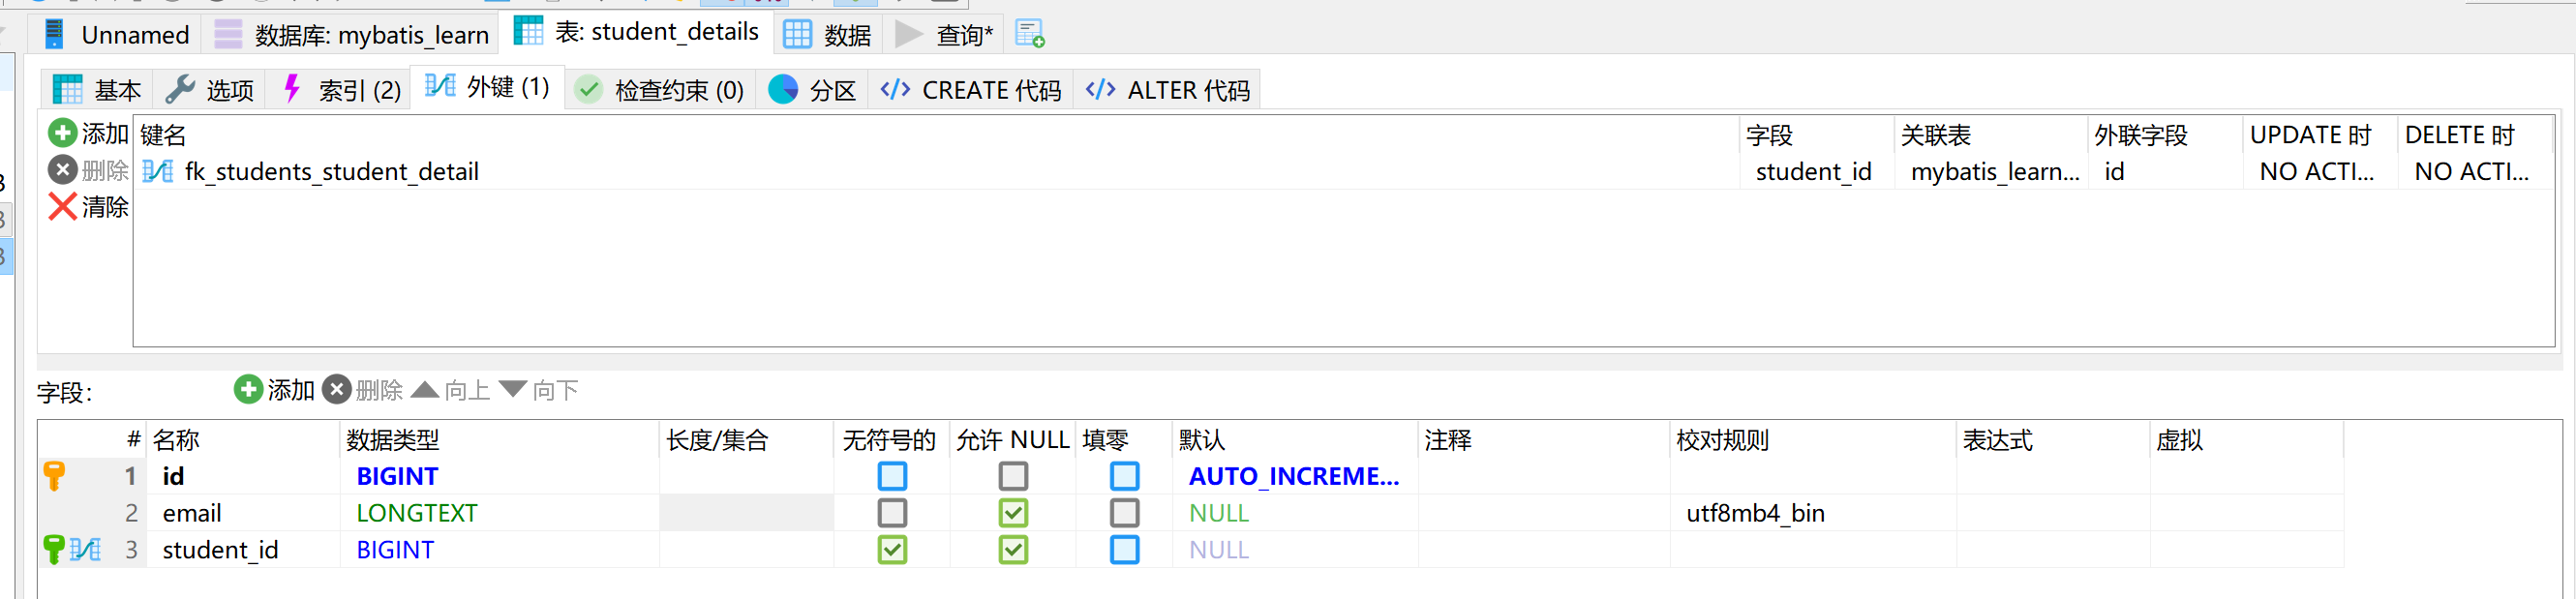 Unnamed 数据库: mybatis_learn 表: student_details 数据 查询*
基本 选项 索引 (2) 外键 (1) 检查约束 (0) 分区 CREATE 代码 ALTER 代码
添加 键名 字段 关联表 外联字段 UPDATE 时 DELETE 时
删除 fk_students_student_detail student_id mybatis_learn... id NO ACTI... NO ACTI...
清除
字段: 添加 删除 向上 向下
# 名称 数据类型 长度/集合 无符号的 允许 NULL 填零 默认 注释 校对规则 表达式 虚拟
1 id BIGINT AUTO_INCREME...
2 email LONGTEXT NULL utf8mb4_bin
3 student_id BIGINT NULL